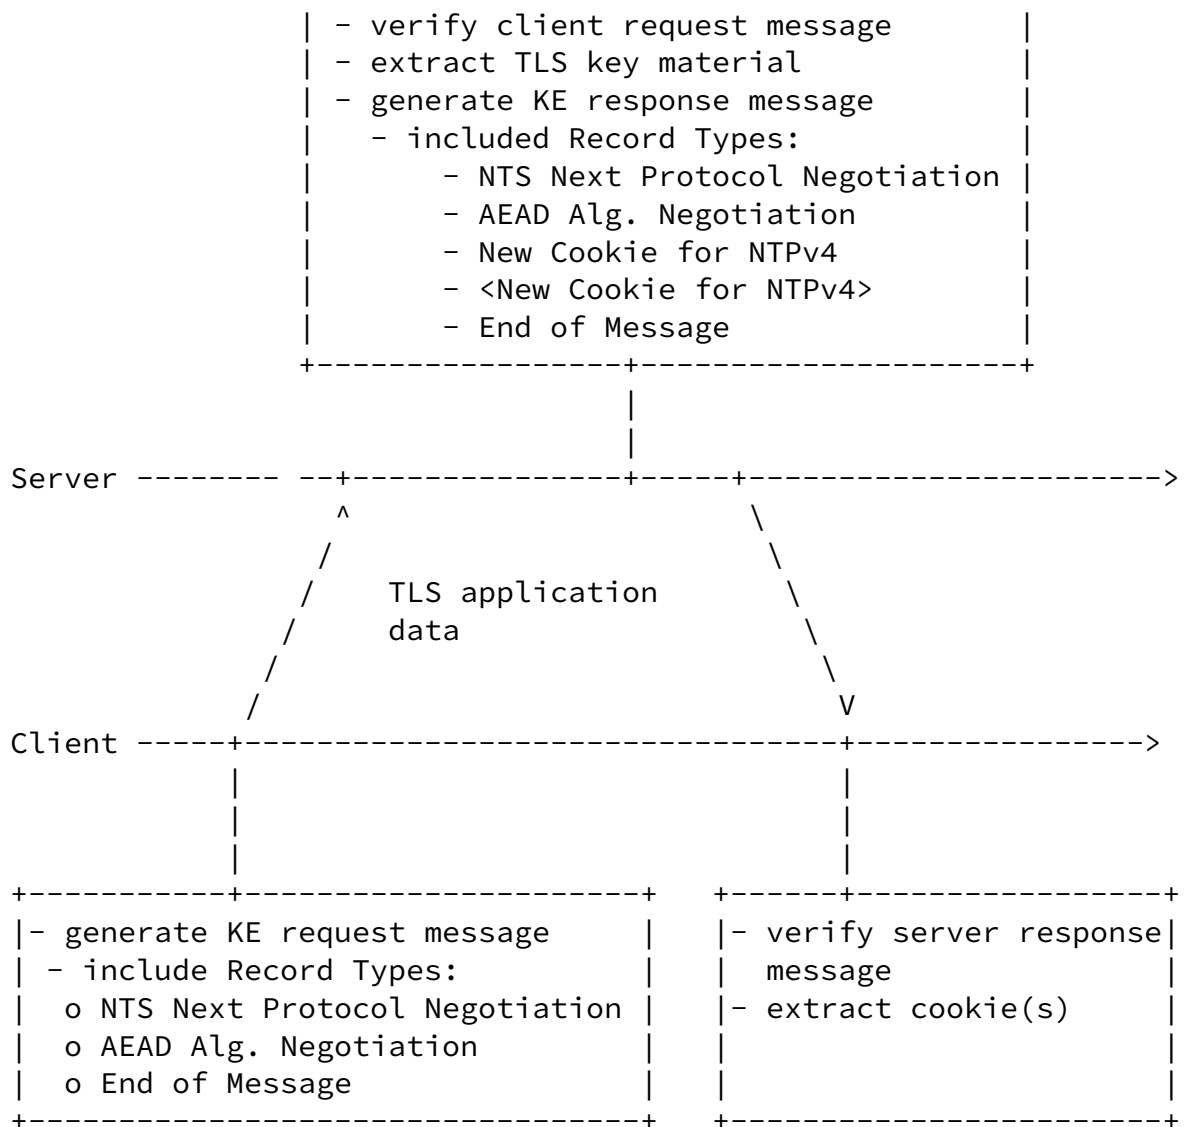 - verify client request message
- extract TLS key material
- generate KE response message
- included Record Types:
- NTS Next Protocol Negotiation
- AEAD Alg. Negotiation
- New Cookie for NTPv4
- <New Cookie for NTPv4>
- End of Message
Server
TLS application
data
Client
- generate KE request message
- include Record Types:
o NTS Next Protocol Negotiation
o AEAD Alg. Negotiation
o End of Message
- verify server response
message
- extract cookie(s)